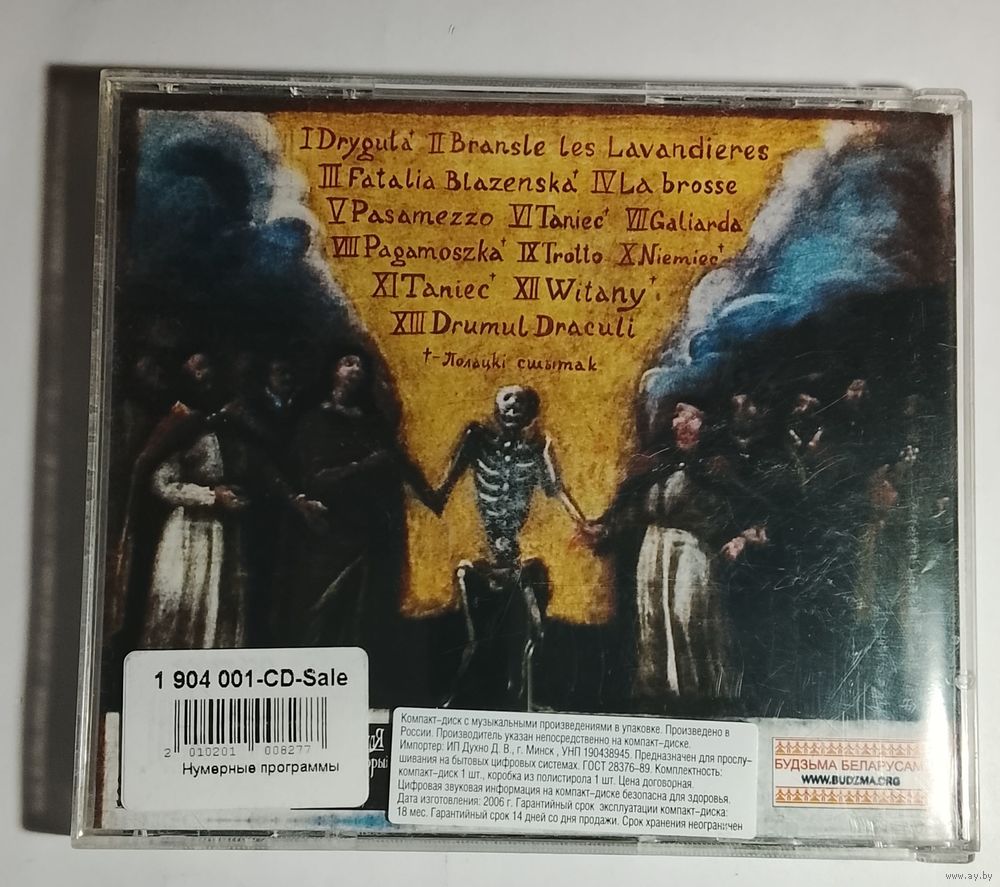 I Drygułá† II Bransle les Lavandieres
III Fatalia Blazenska† IV La brosse
V Pasamezzo VI Taniec† VII Galiarda
VIII Pagamoszka† IX Trotto X Niemiec†
XI Taniec† XII Witany†
XIII Drumul Draculi
†-Полацкі сшытак
1 904 001-CD-Sale
2 010201 008277
Нумерные программы
Компакт-диск с музыкальными произведениями в упаковке. Произведено в
России. Производитель указан непосредственно на компакт-диске.
Импортер: ИП Духно Д. В., г. Минск, УНП 190438945. Предназначен для прослу-
шивания на бытовых цифровых системах. ГОСТ 28376-89. Комплектность:
компакт-диск 1 шт., коробка из полистирола 1 шт. Цена договорная.
Цифровая звуковая информация на компакт-диске безопасна для здоровья.
Дата изготовления: 2006 г. Гарантийный срок эксплуатации компакт-диска:
18 мес. Гарантийный срок 14 дней со дня продажи. Срок хранения неограничен
БУДЗЬМА БЕЛАРУСАМІ
WWW.BUDZMA.ORG
www.ay.by